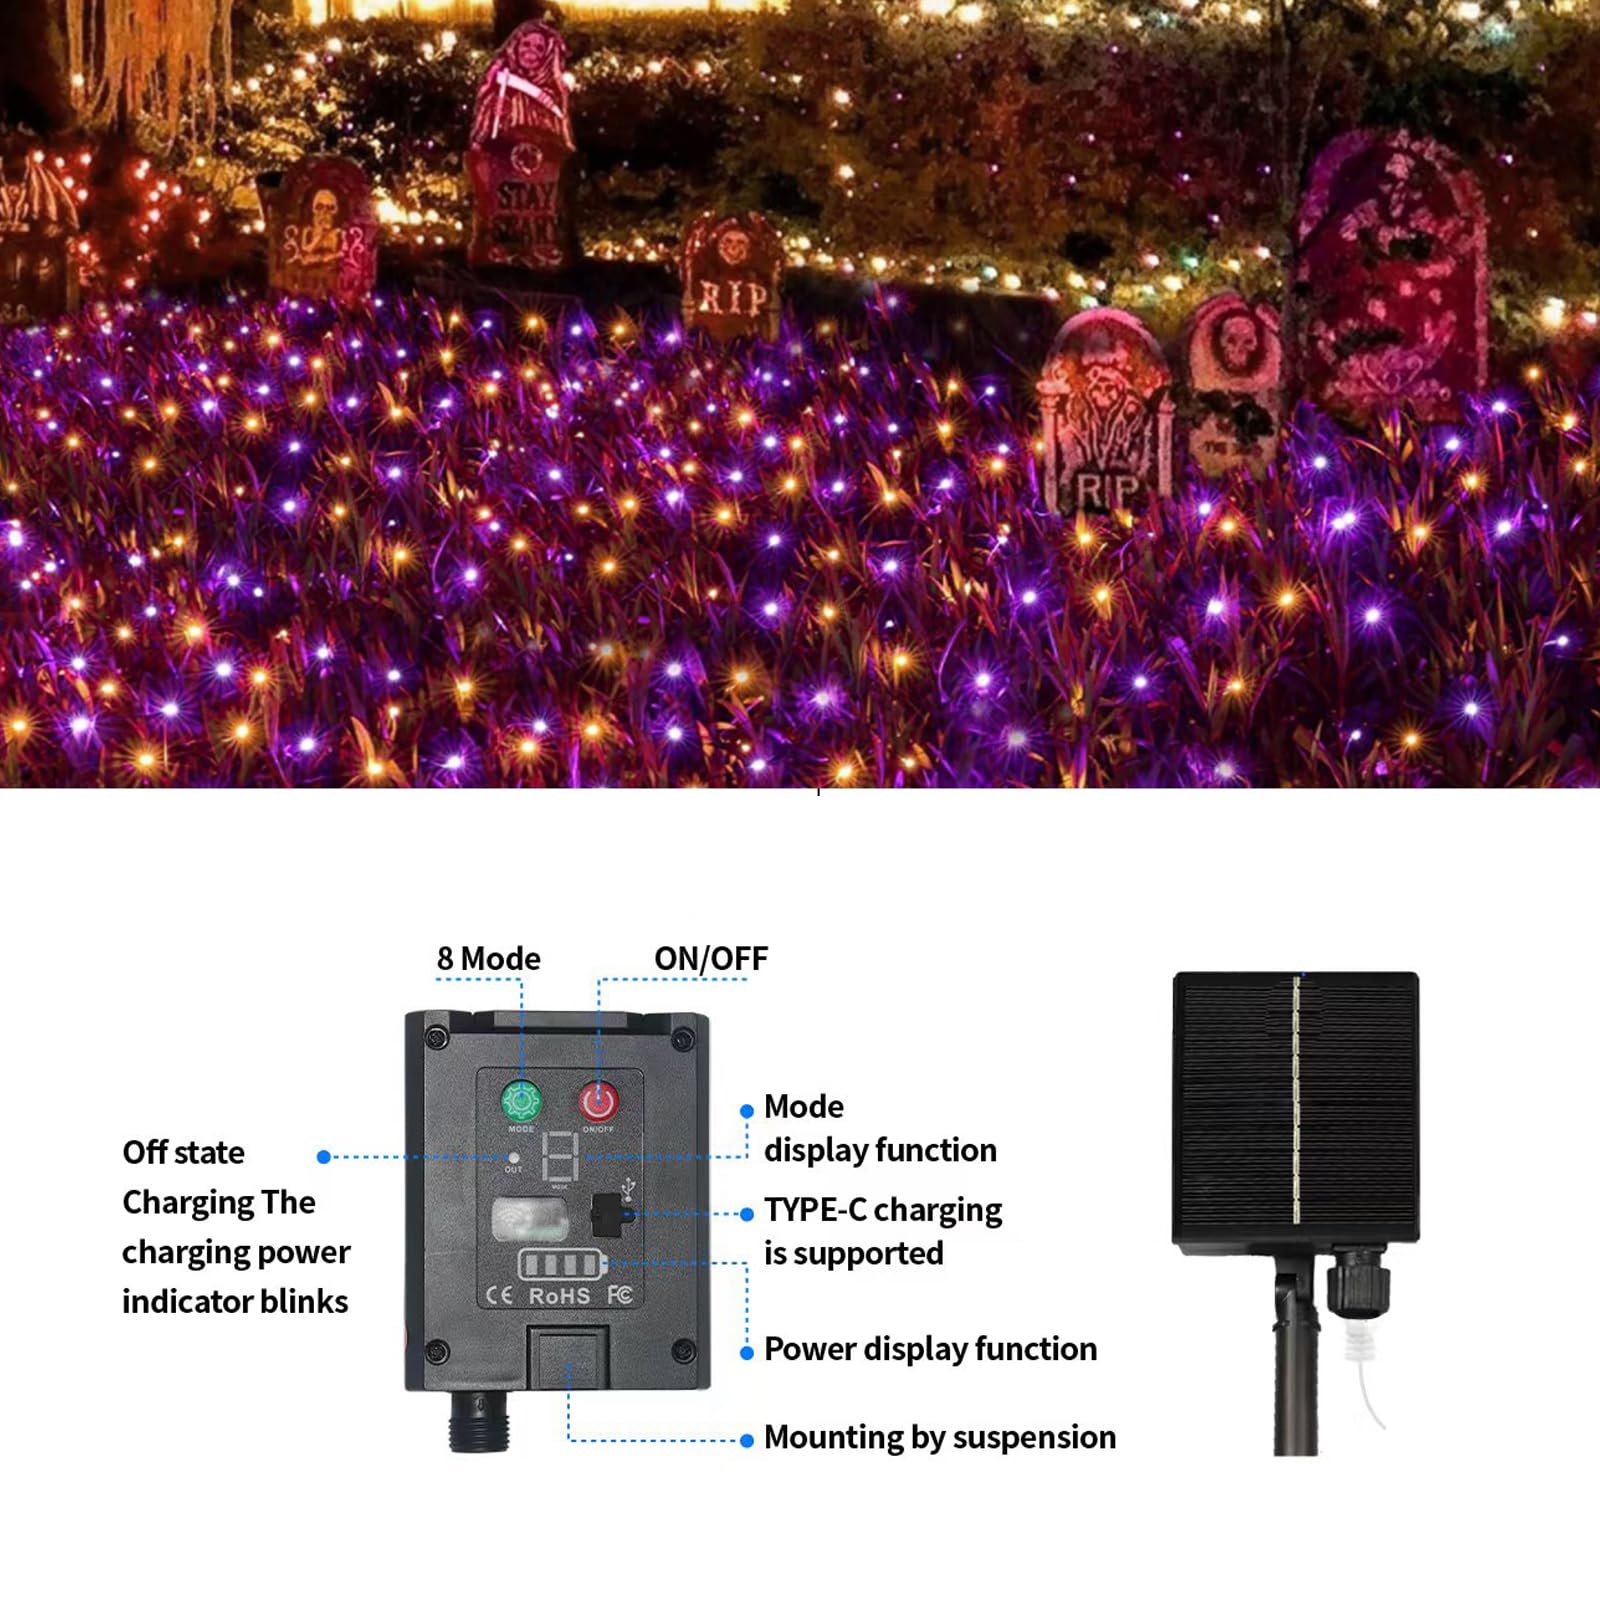 STAY
RIP
RIP
8 Mode
ON/OFF
MODE
ON/OFF
OUT
MODE
CE RoHS FC
Off state
Charging The
charging power
indicator blinks
Mode
display function
TYPE-C charging
is supported
Power display function
Mounting by suspension